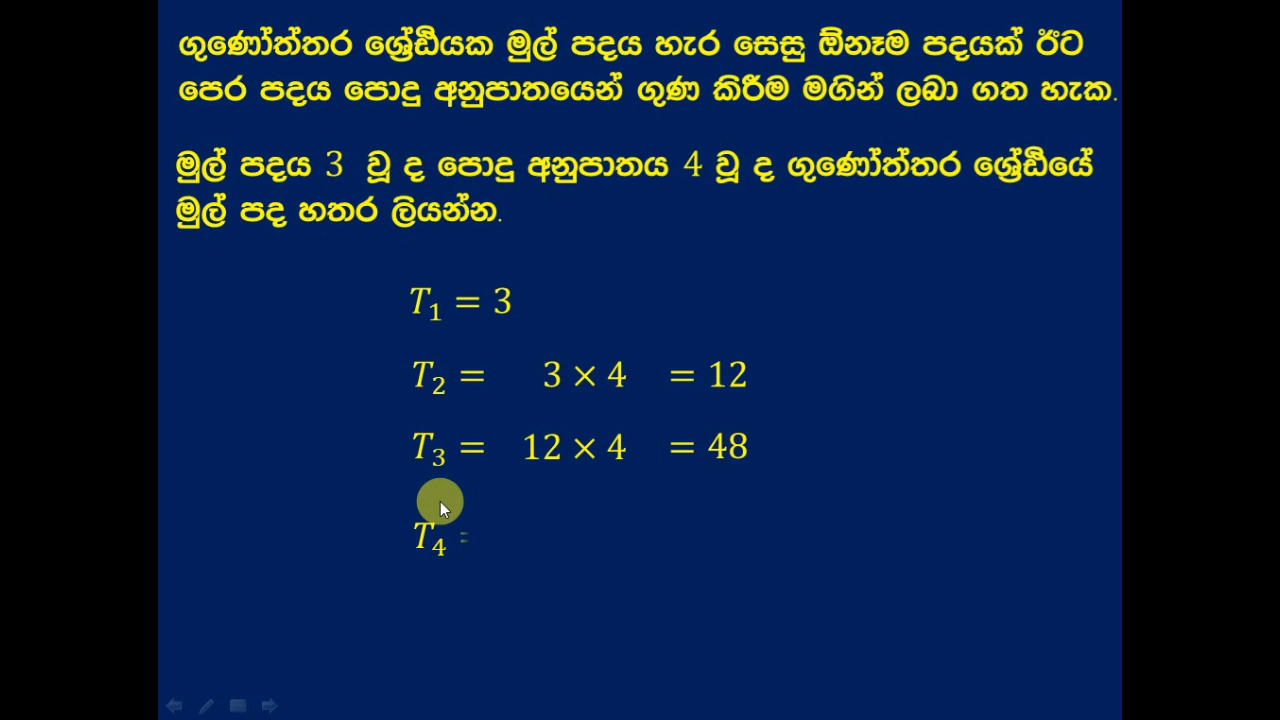 ගුණෝත්තර ශ්‍රේඪියක මුල් පදය හැර සෙසු ඕනෑම පදයක් ඊට
පෙර පදය පොදු අනුපාතයෙන් ගුණ කිරීම මගින් ලබා ගත හැක.
මුල් පදය 3 වූ ද පොදු අනුපාතය 4 වූ ද ගුණෝත්තර ශ්‍රේඪියේ
මුල් පද හතර ලියන්න.
T₁ = 3
T₂ = 3 × 4 = 12
T₃ = 12 × 4 = 48
T₄ =